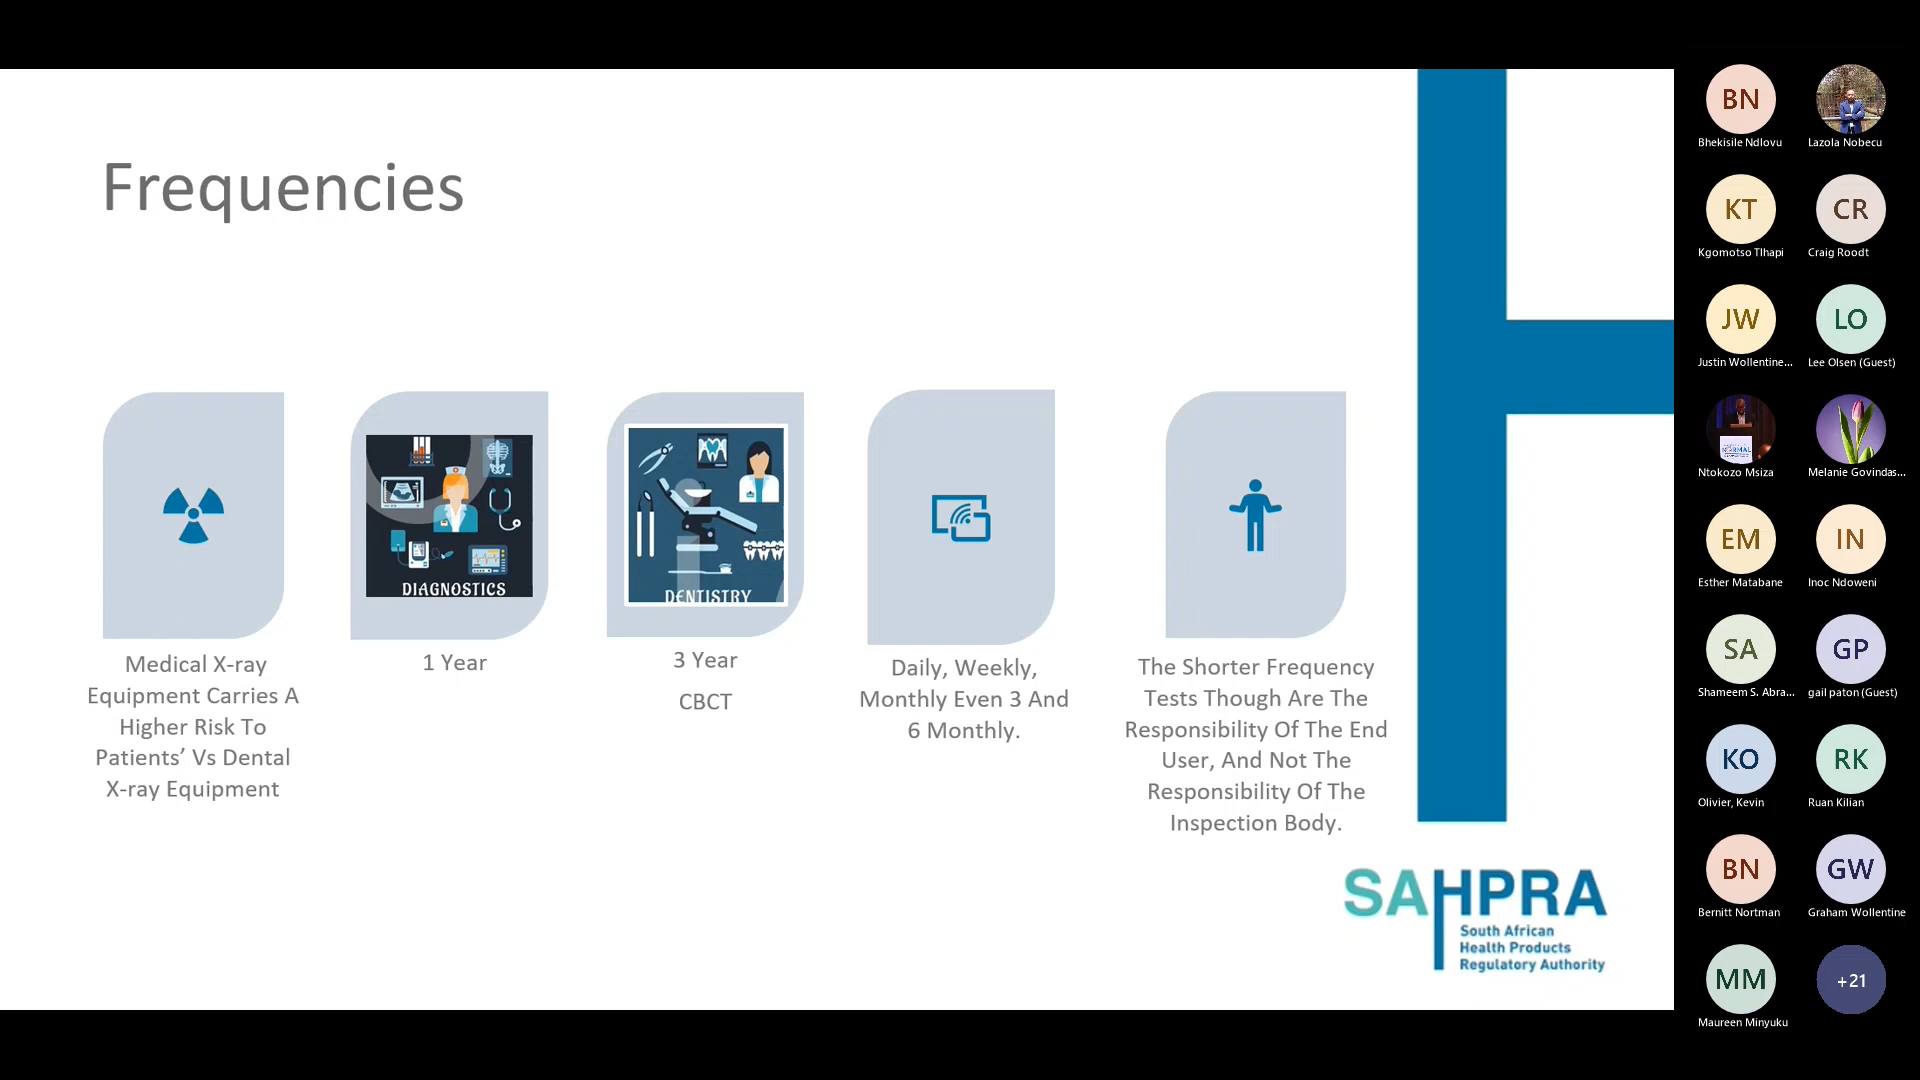 Frequencies
DIAGNOSTICS
DENTISTRY
Medical X-ray
Equipment Carries A
Higher Risk To
Patients’ Vs Dental
X-ray Equipment
1 Year
3 Year
CBCT
Daily, Weekly,
Monthly Even 3 And
6 Monthly.
The Shorter Frequency
Tests Though Are The
Responsibility Of The End
User, And Not The
Responsibility Of The
Inspection Body.
SAHPRA
South African
Health Products
Regulatory Authority
BN
Bhekisile Ndlovu
Lazola Nobecu
KT
Kgomotso Tlhapi
CR
Craig Roodt
JW
Justin Wollentine...
LO
Lee Olsen (Guest)
Ntokozo Msiza
Melanie Govindas...
EM
Esther Matabane
IN
Inoc Ndoweni
SA
Shameem S. Abra...
GP
gail paton (Guest)
KO
Olivier, Kevin
RK
Ruan Kilian
BN
Bernitt Nortman
GW
Graham Wollentine
MM
Maureen Minyuku
+21